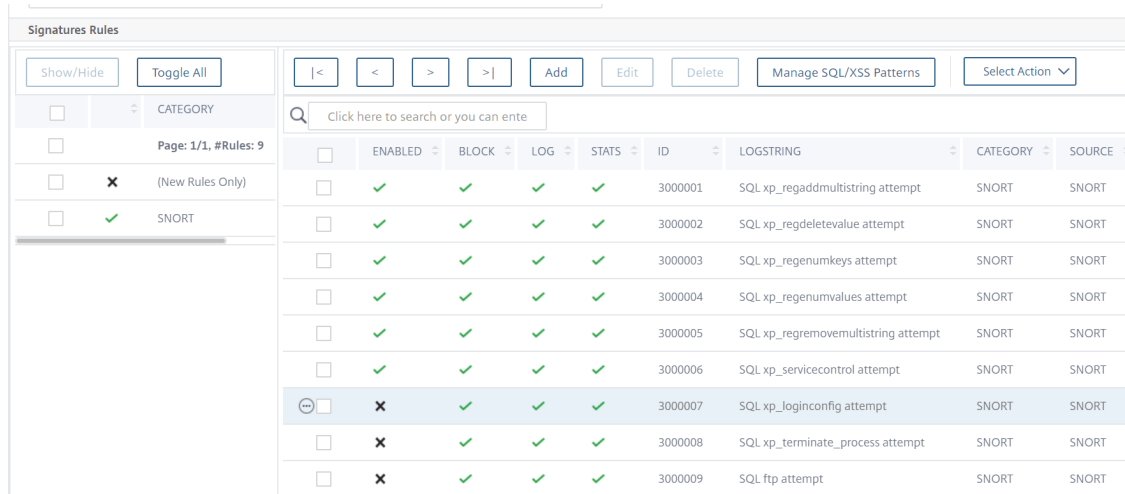 Signatures Rules
Show/Hide Toggle All
CATEGORY
Page: 1/1, #Rules: 9
(New Rules Only)
SNORT
|< < > >| Add Edit Delete Manage SQL/XSS Patterns Select Action
Click here to search or you can ente
ENABLED BLOCK LOG STATS ID LOGSTRING CATEGORY SOURCE
3000001 SQL xp_regaddmultistring attempt SNORT SNORT
3000002 SQL xp_regdeletevalue attempt SNORT SNORT
3000003 SQL xp_regenumkeys attempt SNORT SNORT
3000004 SQL xp_regenumvalues attempt SNORT SNORT
3000005 SQL xp_regremovemultistring attempt SNORT SNORT
3000006 SQL xp_servicecontrol attempt SNORT SNORT
3000007 SQL xp_loginconfig attempt SNORT SNORT
3000008 SQL xp_terminate_process attempt SNORT SNORT
3000009 SQL ftp attempt SNORT SNORT